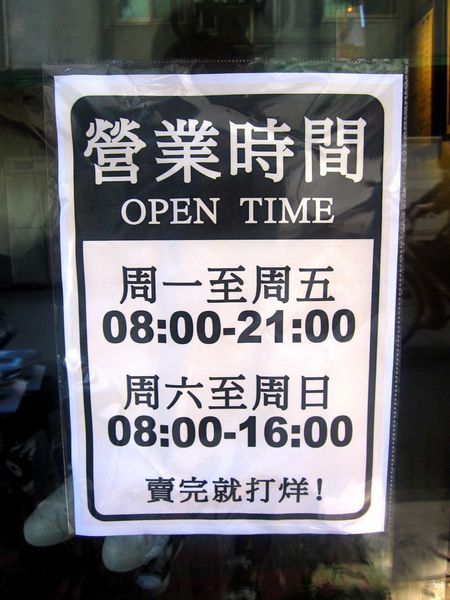 營業時間
OPEN TIME
周一至周五
08:00-21:00
周六至周日
08:00-16:00
賣完就打烊!